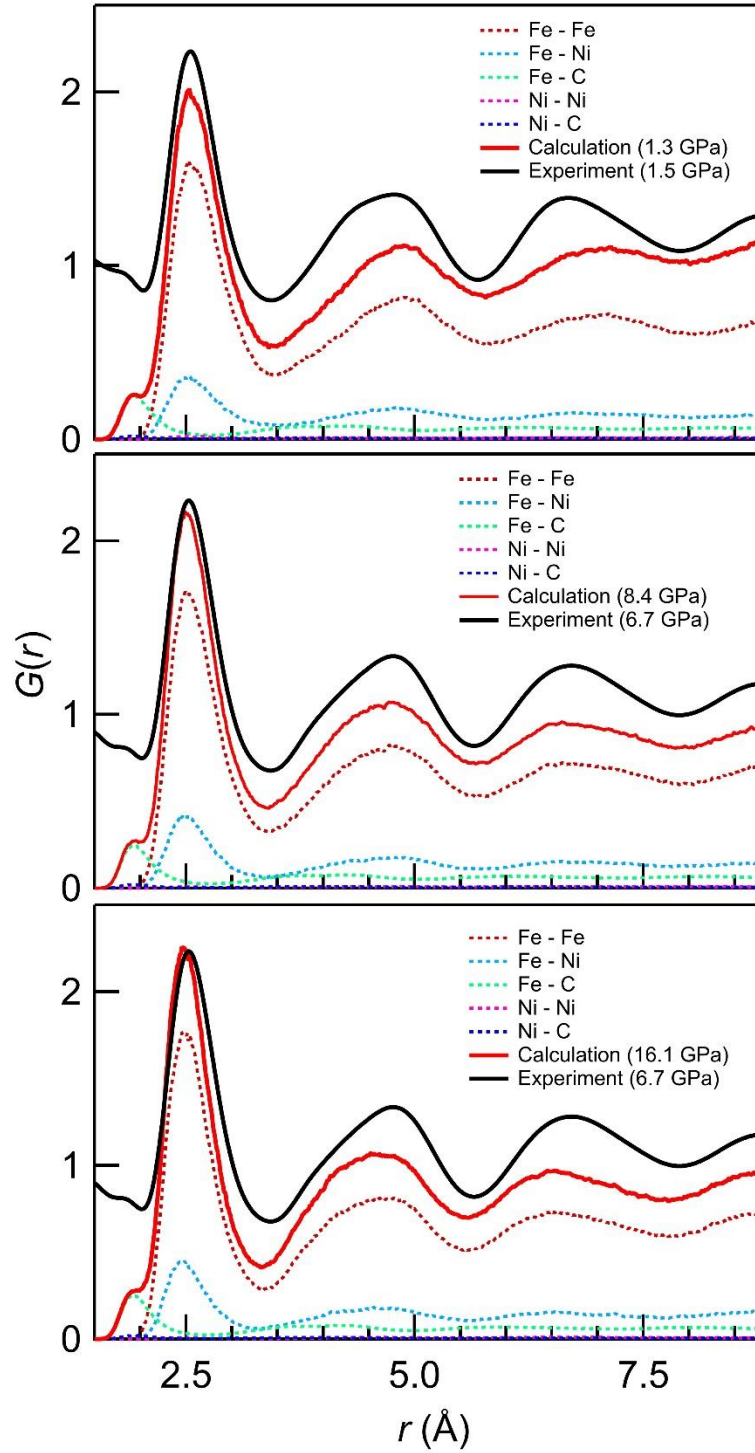 Fe - Fe
Fe - Ni
Fe - C
Ni - Ni
Ni - C
Calculation (1.3 GPa)
Experiment (1.5 GPa)
2
1
0
Fe - Fe
Fe - Ni
Fe - C
Ni - Ni
Ni - C
Calculation (8.4 GPa)
Experiment (6.7 GPa)
2
1
0
G(r)
Fe - Fe
Fe - Ni
Fe - C
Ni - Ni
Ni - C
Calculation (16.1 GPa)
Experiment (6.7 GPa)
2
1
0
2.5 5.0 7.5
r (Å)